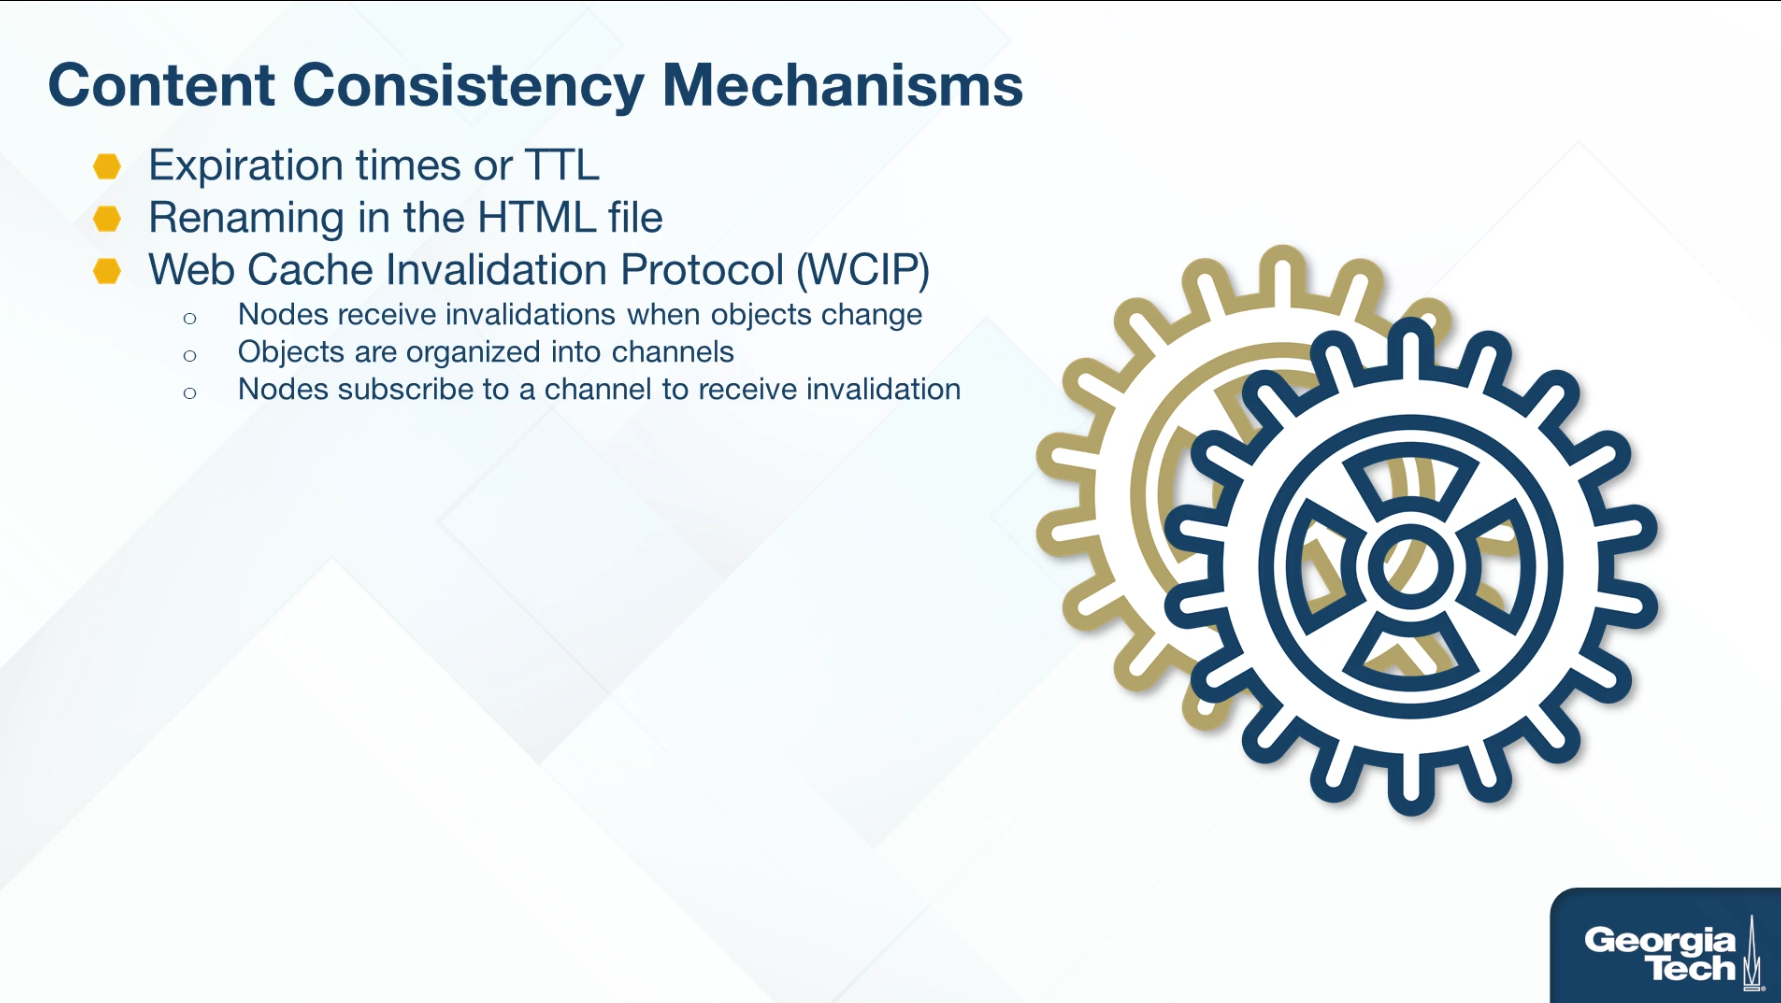 Content Consistency Mechanisms
Expiration times or TTL
Renaming in the HTML file
Web Cache Invalidation Protocol (WCIP)
Nodes receive invalidations when objects change
Objects are organized into channels
Nodes subscribe to a channel to receive invalidation
Georgia
Tech